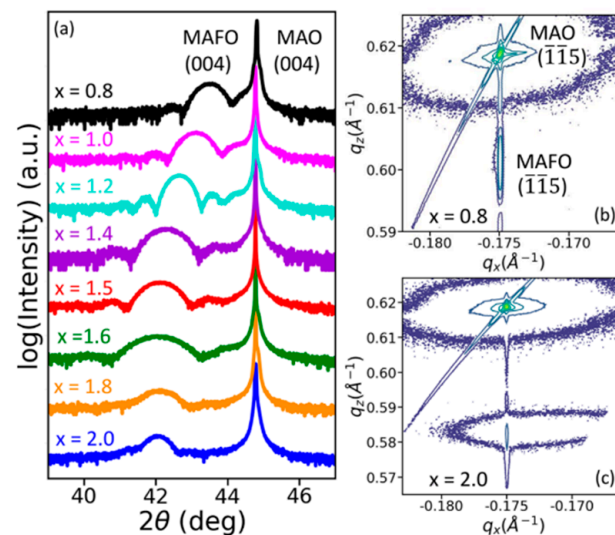 (a)
MAFO MAO
(004) (004)
x = 0.8
x = 1.0
x = 1.2
x = 1.4
x = 1.5
x =1.6
x = 1.8
x = 2.0
log(Intensity) (a.u.)
40 42 44 46
2θ (deg)
0.62
0.61
0.60
0.59
qz(Å⁻¹)
MAO
(1̄1̄5)
MAFO
(1̄1̄5)
x = 0.8
(b)
-0.180 -0.175 -0.170
qx(Å⁻¹)
0.62
0.61
0.60
0.59
0.58
0.57
qz(Å⁻¹)
x = 2.0
(c)
-0.180 -0.175 -0.170
qx(Å⁻¹)